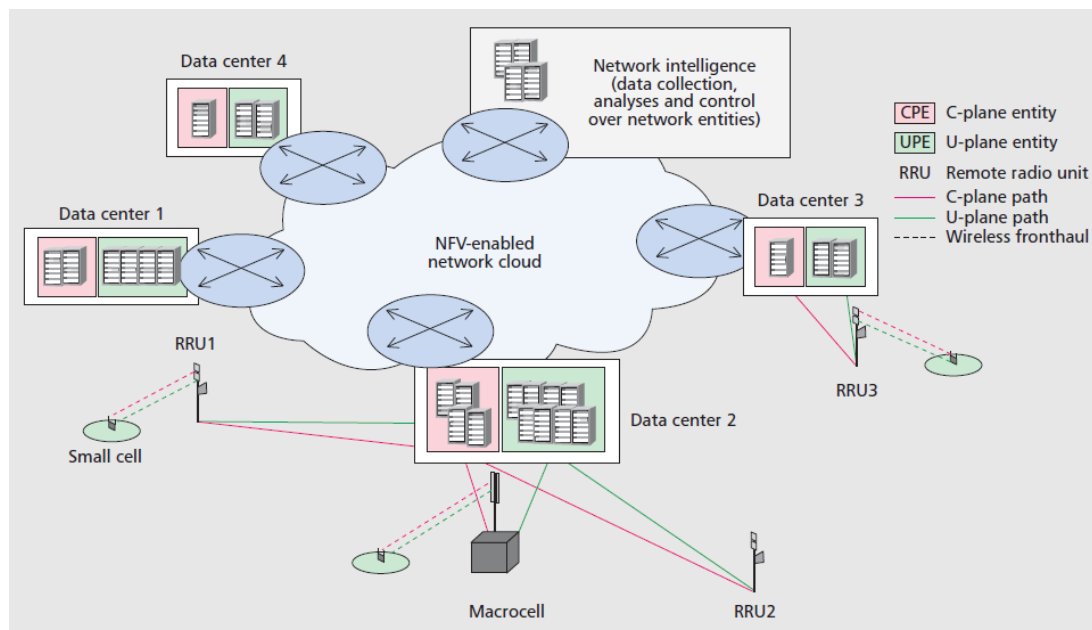 Data center 4
Network intelligence
(data collection,
analyses and control
over network entities)
CPE C-plane entity
UPE U-plane entity
RRU Remote radio unit
C-plane path
U-plane path
Wireless fronthaul
Data center 1
Data center 3
NFV-enabled
network cloud
RRU1
RRU3
Data center 2
Small cell
Macrocell
RRU2